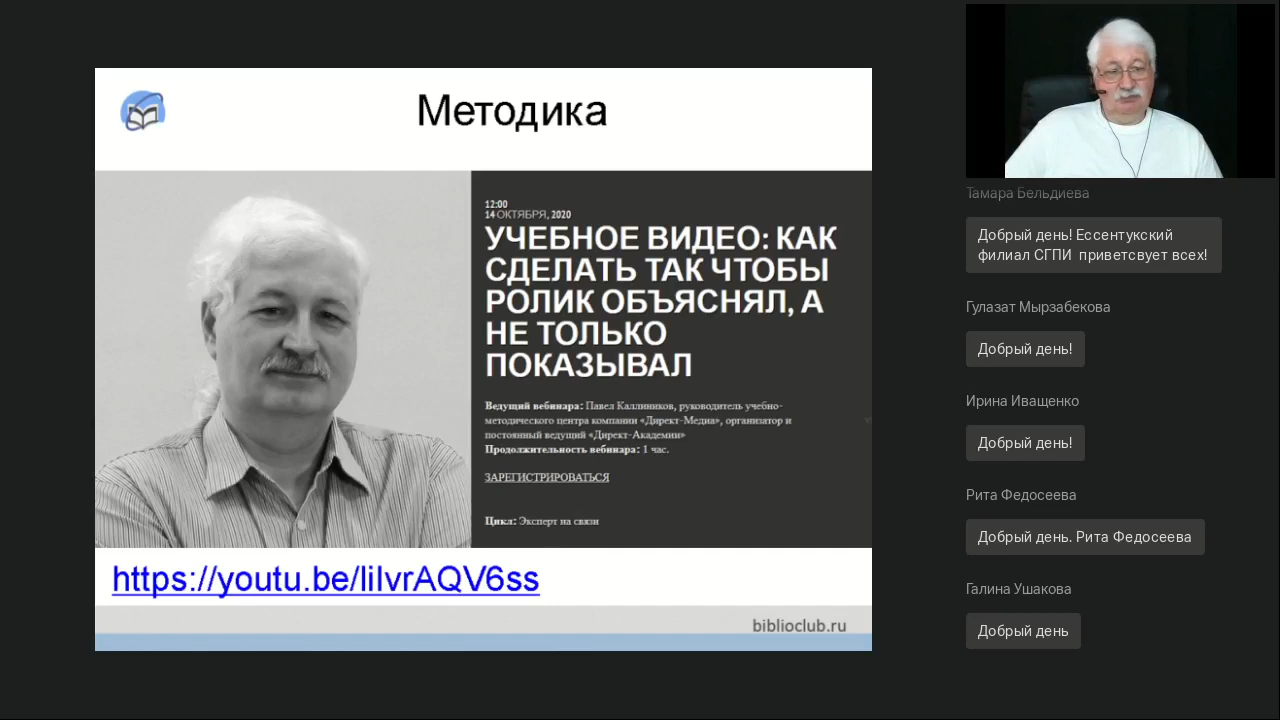 Методика
12:00
14 ОКТЯБРЯ, 2020
УЧЕБНОЕ ВИДЕО: КАК
СДЕЛАТЬ ТАК ЧТОБЫ
РОЛИК ОБЪЯСНЯЛ, А
НЕ ТОЛЬКО
ПОКАЗЫВАЛ
Ведущий вебинара: Павел Каллиников, руководитель учебно-
методического центра компании «Директ-Медиа», организатор и
постоянный ведущий «Директ-Академии»
Продолжительность вебинара: 1 час.
ЗАРЕГИСТРИРОВАТЬСЯ
Цикл: Эксперт на связи
https://youtu.be/liIvrAQV6ss
biblioclub.ru
Тамара Бельдиева
Добрый день! Ессентукский
филиал СГПИ приветсвует всех!
Гулазат Мырзабекова
Добрый день!
Ирина Иващенко
Добрый день!
Рита Федосеева
Добрый день. Рита Федосеева
Галина Ушакова
Добрый день